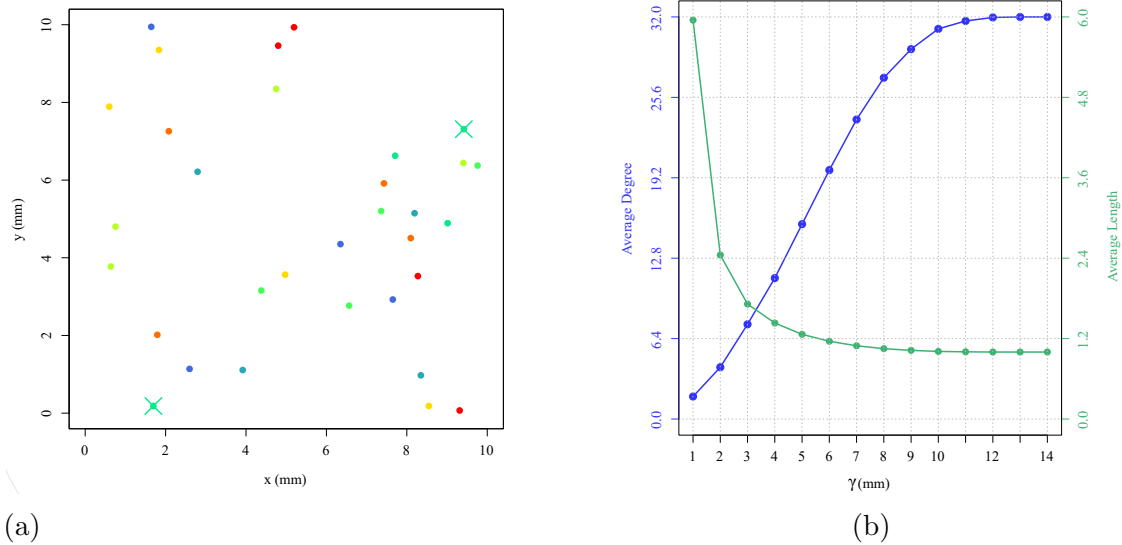 10
8
6
4
2
0
y (mm)
0 2 4 6 8 10
x (mm)
(a)
32.0
25.6
19.2
12.8
6.4
0.0
Average Degree
6.0
4.8
3.6
2.4
1.2
0.0
Average Length
1 2 3 4 5 6 7 8 9 10 12 14
γ (mm)
(b)